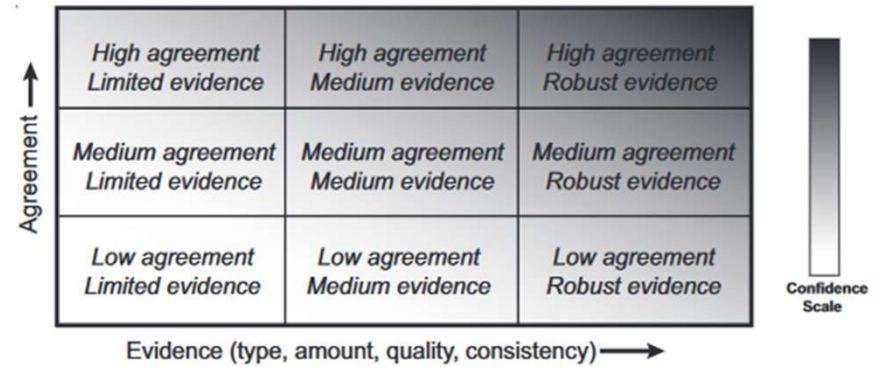 High agreement
Limited evidence
High agreement
Medium evidence
High agreement
Robust evidence
Medium agreement
Limited evidence
Medium agreement
Medium evidence
Medium agreement
Robust evidence
Low agreement
Limited evidence
Low agreement
Medium evidence
Low agreement
Robust evidence
Agreement
Evidence (type, amount, quality, consistency)
Confidence
Scale